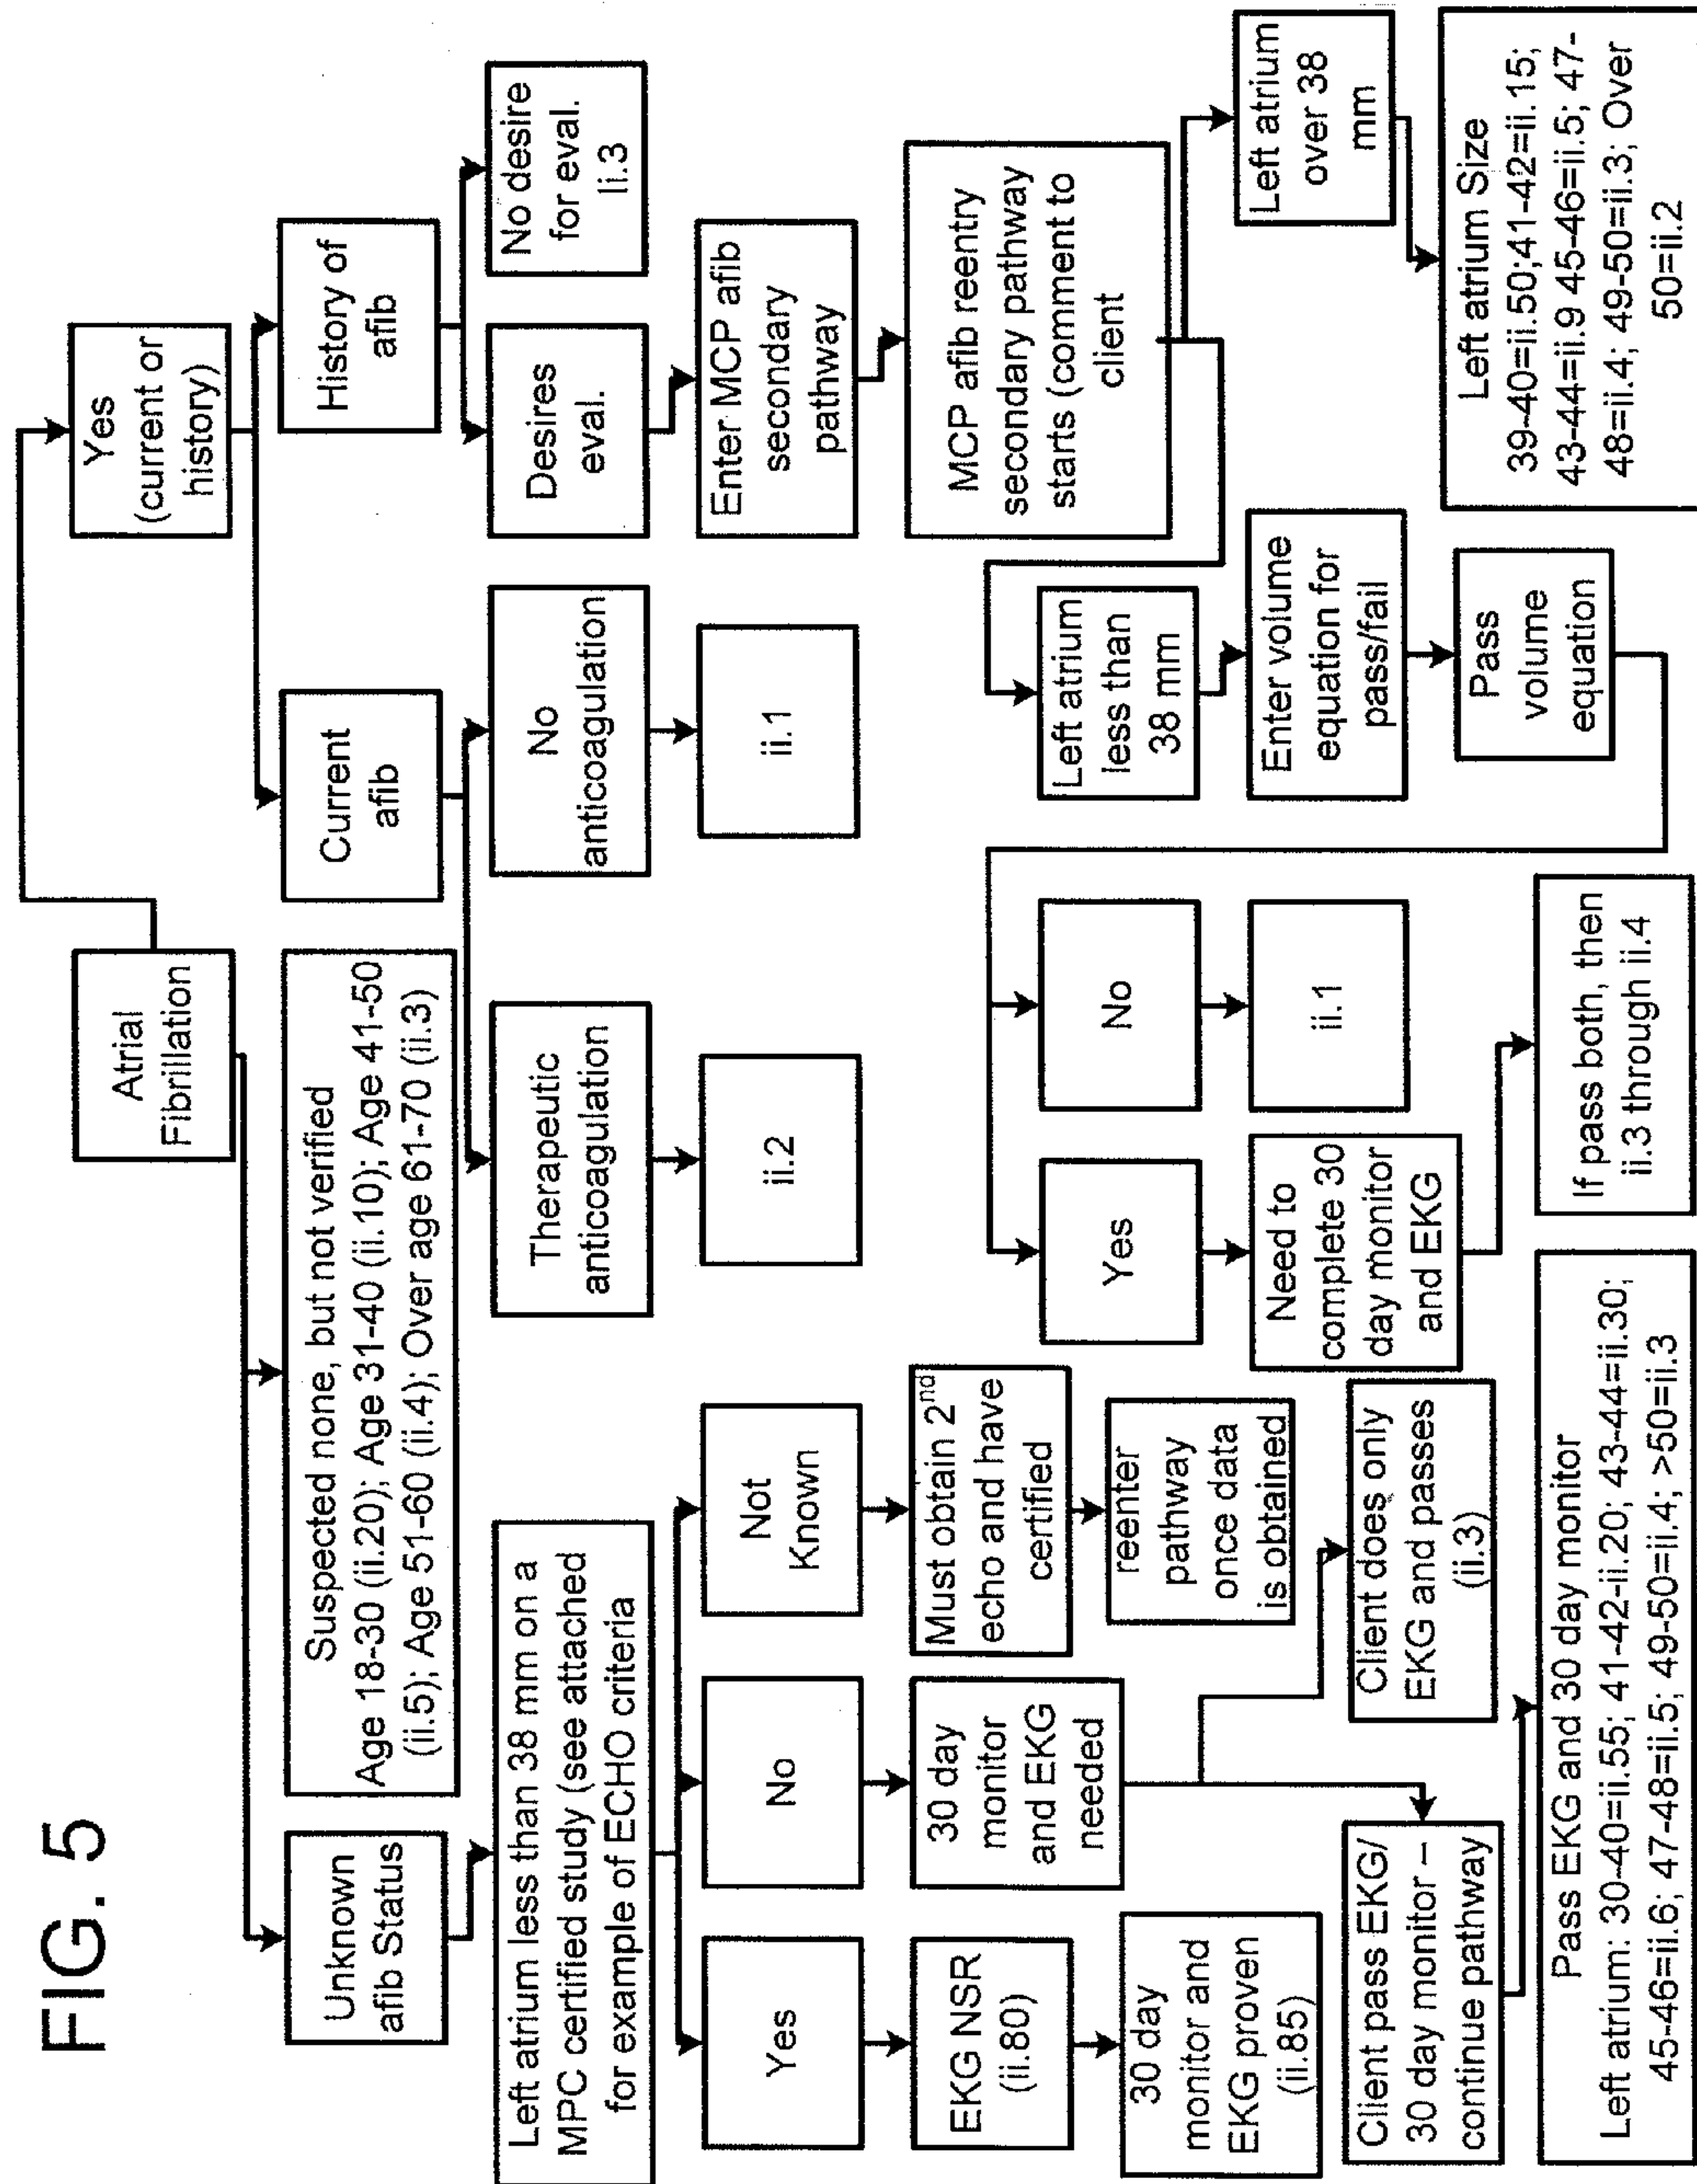 FIG. 5
Atrial
Fibrillation
Yes
(current or
history)
Unknown
afib Status
Suspected none, but not verified
Age 18-30 (ii.20); Age 31-40 (ii.10); Age 41-50
(ii.5); Age 51-60 (ii.4); Over age 61-70 (ii.3)
Current
afib
History of
afib
Left atrium less than 38 mm on a
MPC certified study (see attached
for example of ECHO criteria
Therapeutic
anticoagulation
No
anticoagulation
Desires
eval.
No desire
for eval.
Ii.3
Yes
No
Not
Known
ii.2
ii.1
Enter MCP afib
secondary
pathway
EKG NSR
(ii.80)
30 day
monitor
and EKG
needed
Must obtain 2nd
echo and have
certified
MCP afib reentry
secondary pathway
starts (comment to
client
30 day
monitor and
EKG proven
(ii.85)
reenter
pathway
once data
is obtained
Yes
No
Left atrium
less than
38 mm
Left atrium
over 38
mm
Client pass EKG/
30 day monitor –
continue pathway
Client does only
EKG and passes
(ii.3)
Need to
complete 30
day monitor
and EKG
ii.1
Enter volume
equation for
pass/fail
Pass EKG and 30 day monitor
Left atrium: 30-40=ii.55; 41-42-ii.20; 43-44=ii.30;
45-46=ii.6; 47-48=ii.5; 49-50=ii.4; >50=ii.3
If pass both, then
ii.3 through ii.4
Pass
volume
equation
Left atrium Size
39-40=ii.50;41-42=ii.15;
43-44=ii.9 45-46=ii.5; 47-
48=ii.4; 49-50=ii.3; Over
50=ii.2